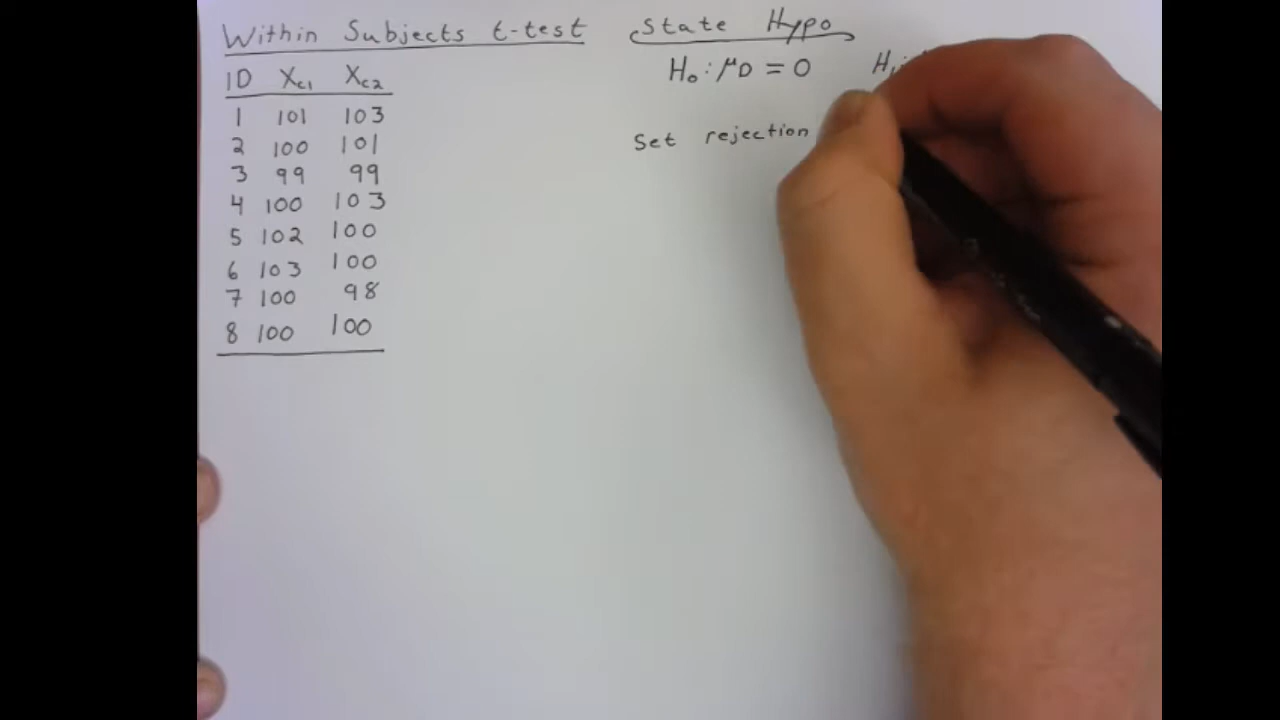 Within Subjects t-test
ID Xc1 Xc2
1 101 103
2 100 101
3 99 99
4 100 103
5 102 100
6 103 100
7 100 98
8 100 100
State Hypo
H₀: μD = 0 H₁:
Set rejection